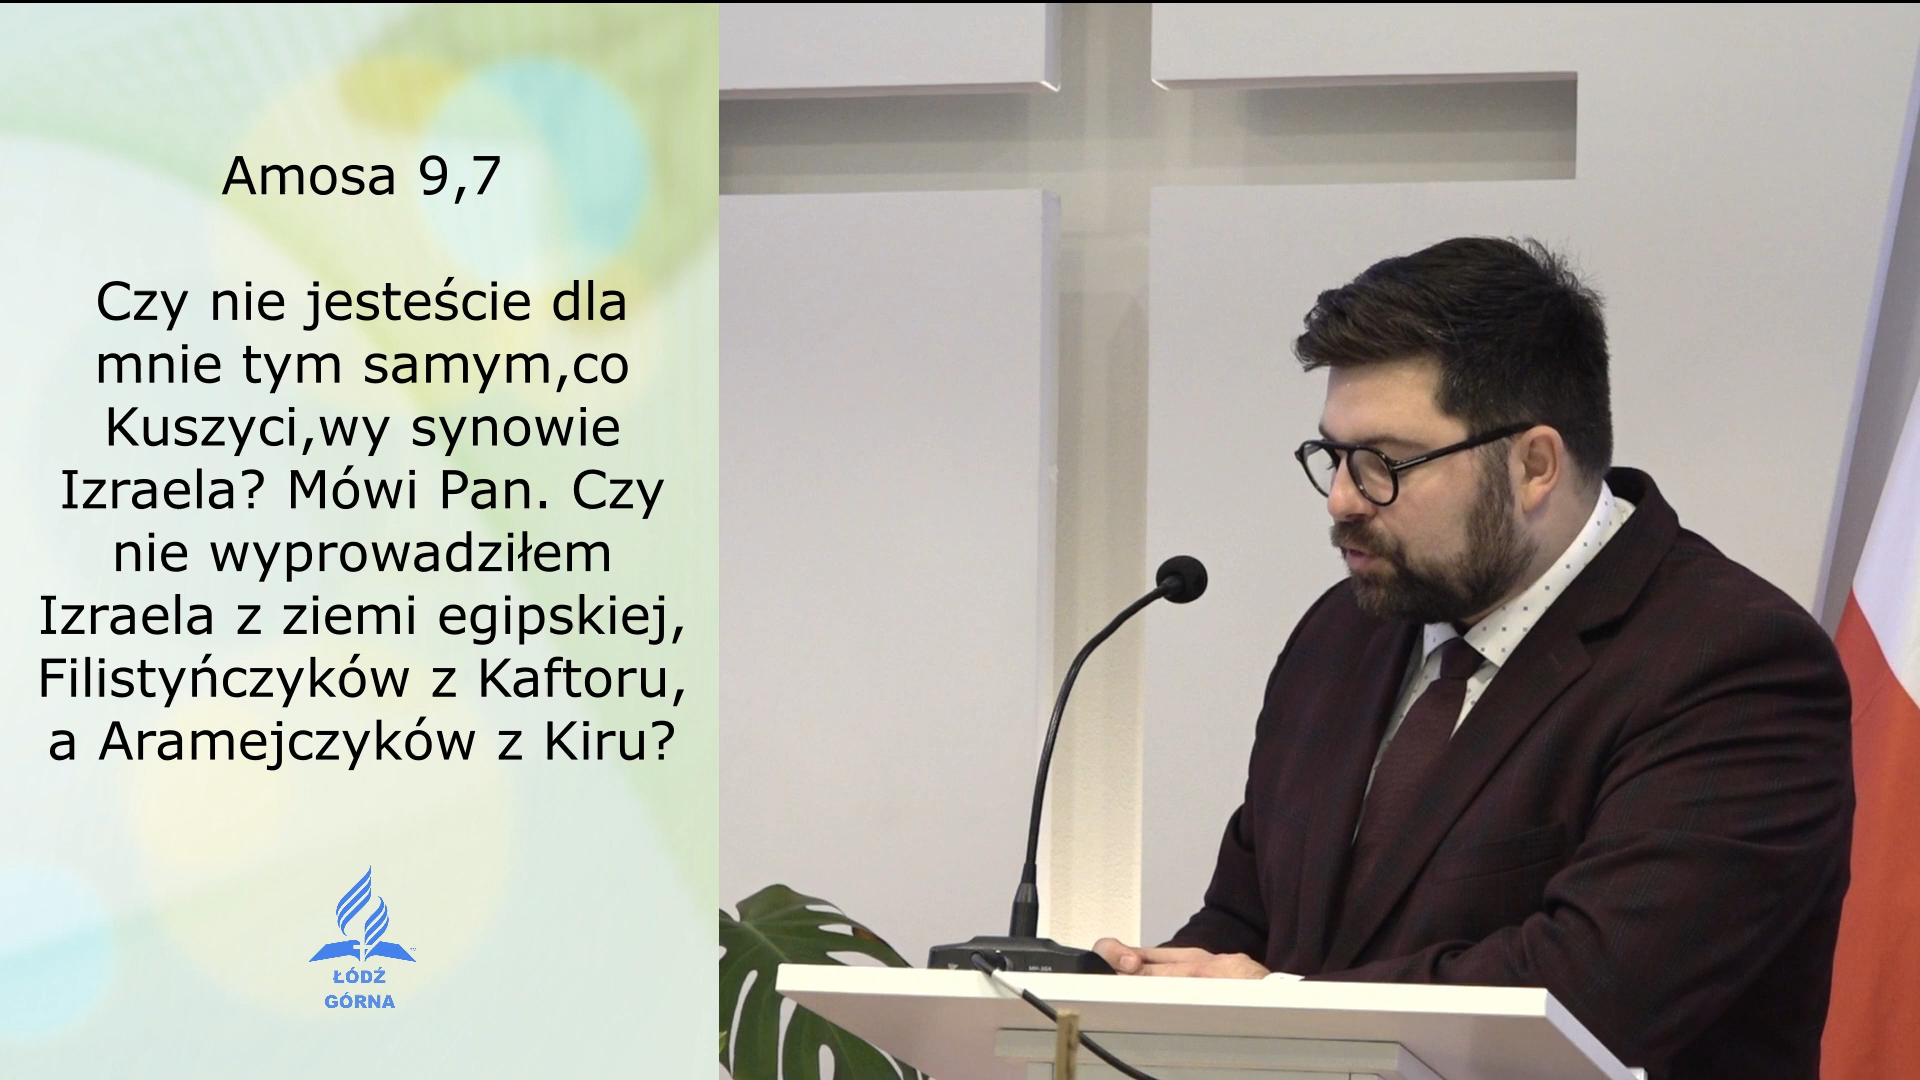 Amosa 9,7
Czy nie jesteście dla
mnie tym samym,co
Kuszyci,wy synowie
Izraela? Mówi Pan. Czy
nie wyprowadziłem
Izraela z ziemi egipskiej,
Filistyńczyków z Kaftoru,
a Aramejczyków z Kiru?
ŁÓDŹ
GÓRNA